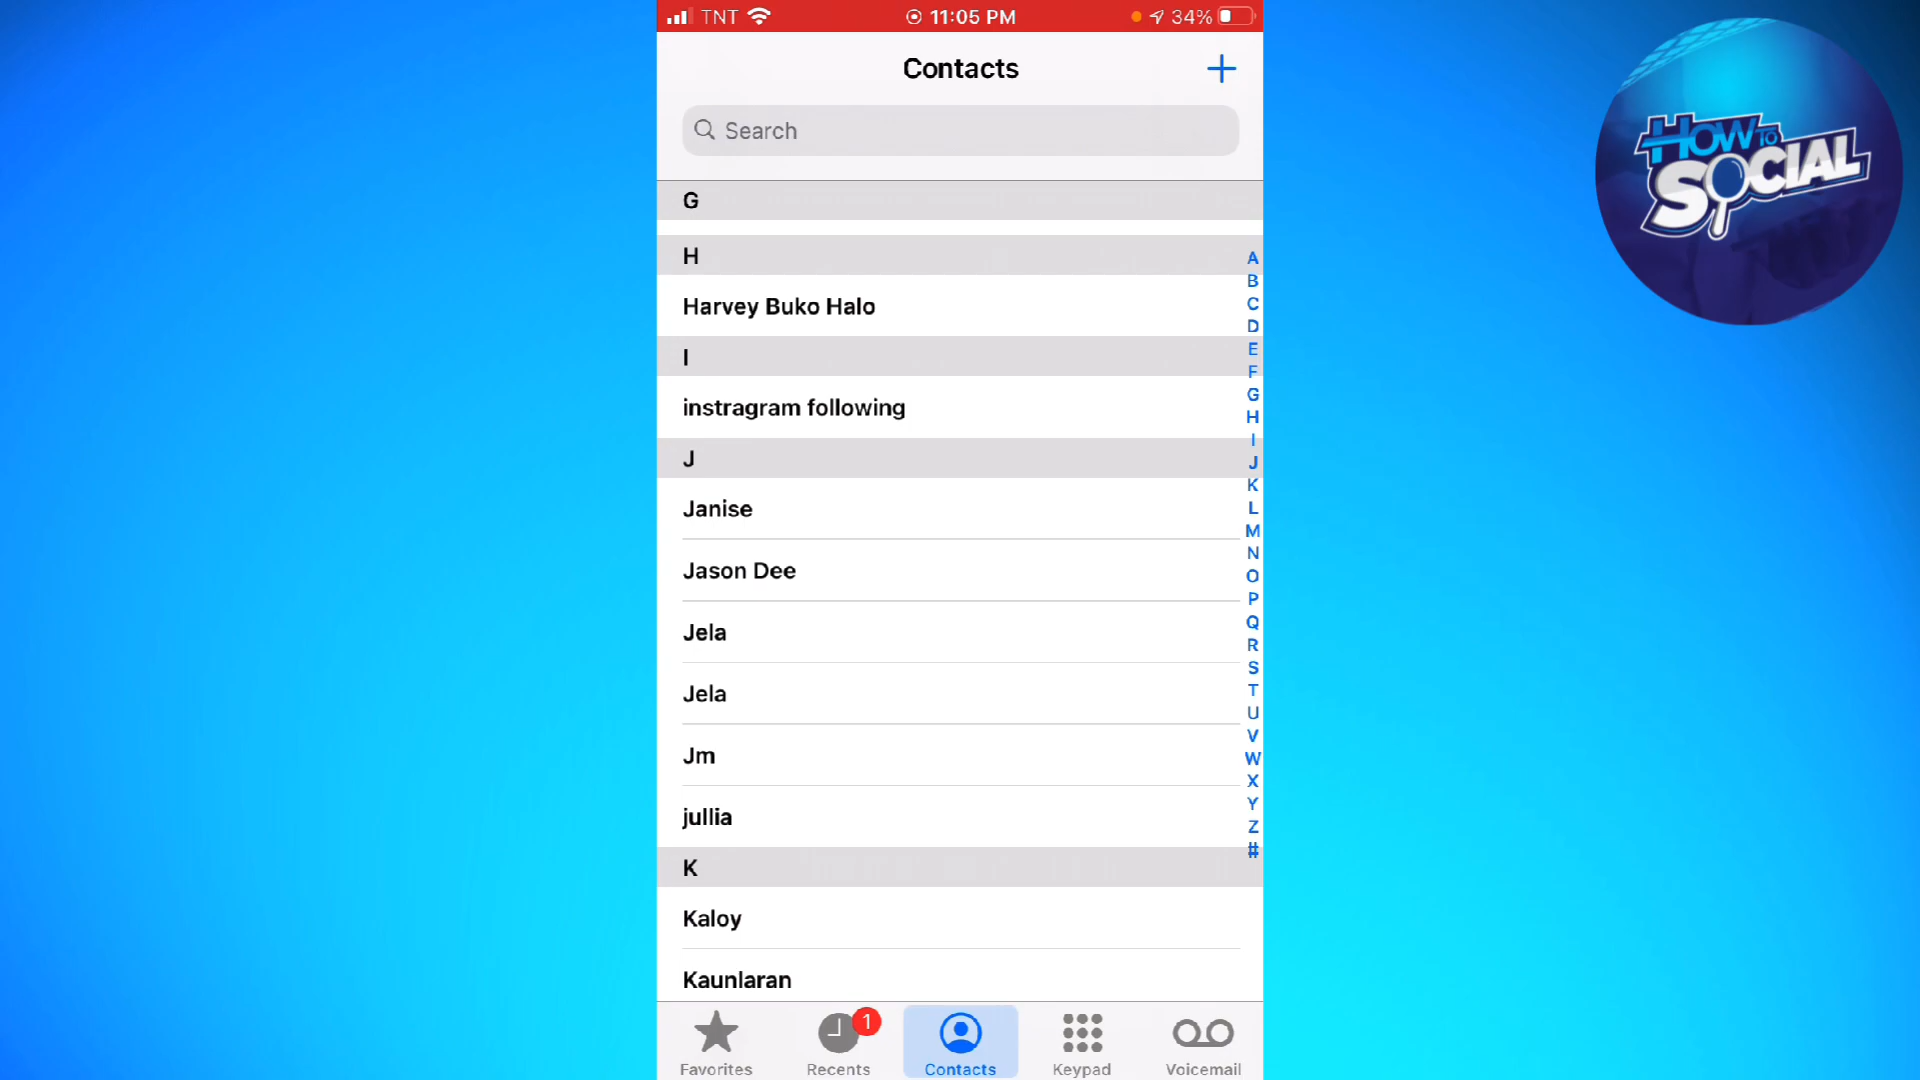 TNT 11:05 PM 34%
Contacts
HOW TO SOCIAL
Search
G
H
Harvey Buko Halo
I
instragram following
J
Janise
Jason Dee
Jela
Jela
Jm
jullia
K
Kaloy
Kaunlaran
A
B
C
D
E
F
G
H
I
J
K
L
M
N
O
P
Q
R
S
T
U
V
W
X
Y
Z
#
1
Favorites Recents Contacts Keypad Voicemail